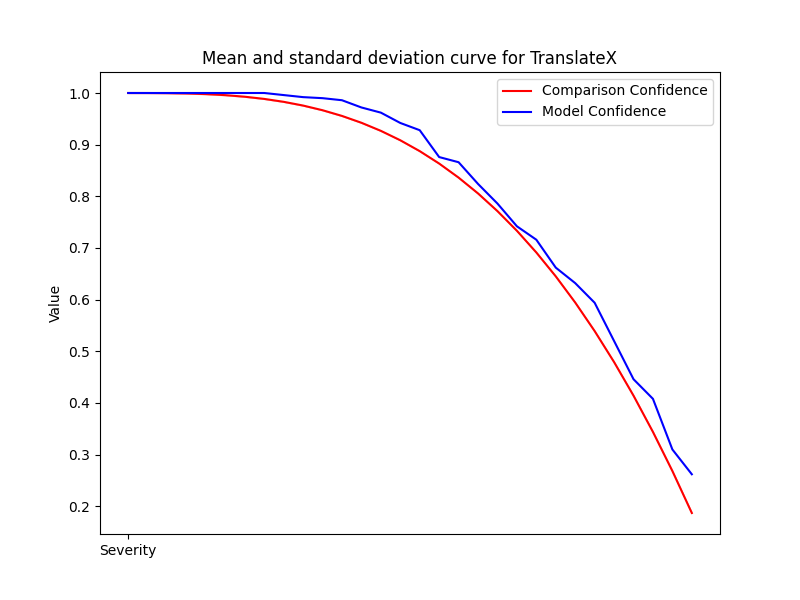 Mean and standard deviation curve for TranslateX
Comparison Confidence
Model Confidence
1.0
0.9
0.8
0.7
0.6
0.5
0.4
0.3
0.2
Value
Severity